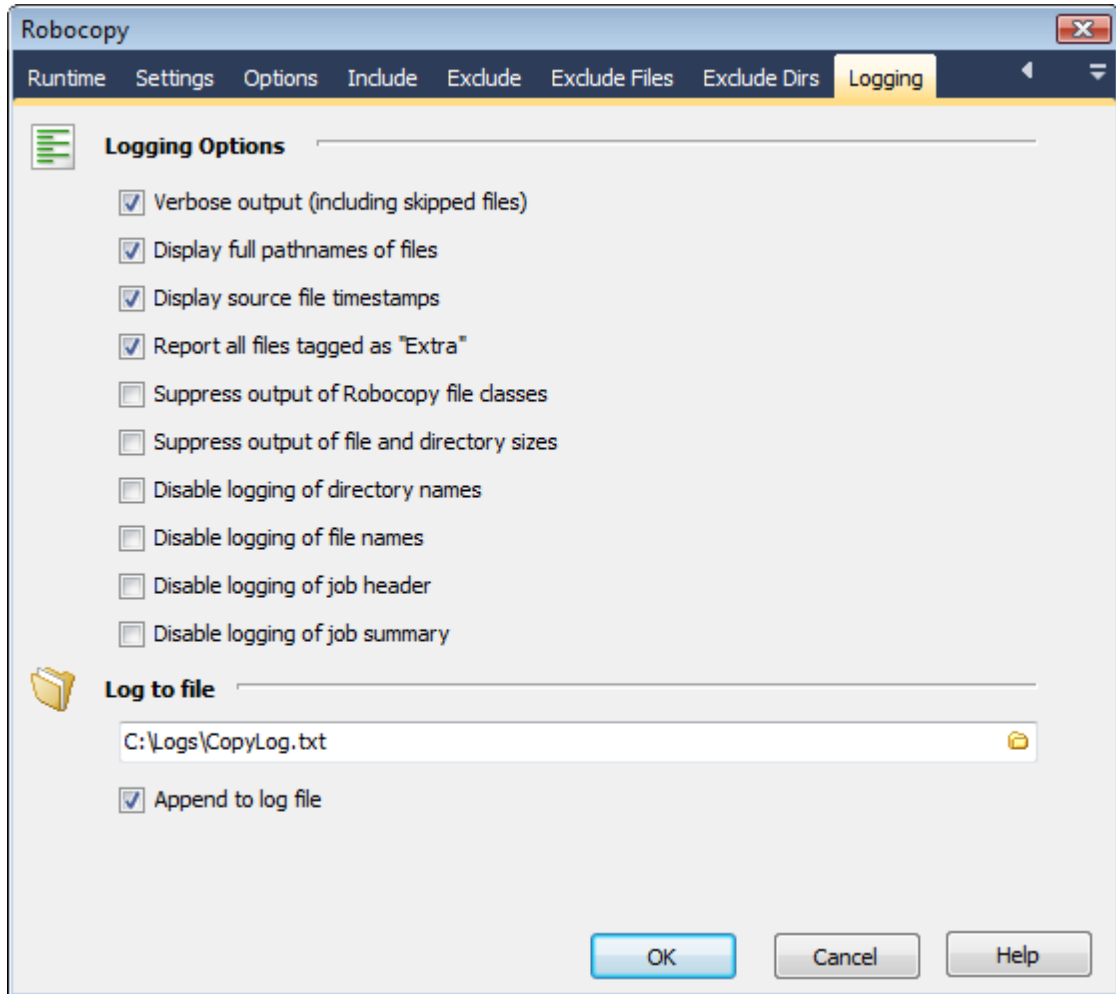 Robocopy
Runtime Settings Options Include Exclude Exclude Files Exclude Dirs Logging
Logging Options
Verbose output (including skipped files)
Display full pathnames of files
Display source file timestamps
Report all files tagged as "Extra"
Suppress output of Robocopy file classes
Suppress output of file and directory sizes
Disable logging of directory names
Disable logging of file names
Disable logging of job header
Disable logging of job summary
Log to file
C:\Logs\CopyLog.txt
Append to log file
OK Cancel Help